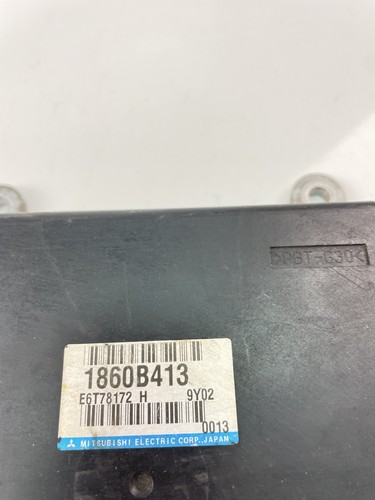 >PBT-G30<
1860B413
E6T78172 H 9Y02
0013
MITSUBISHI ELECTRIC CORP., JAPAN